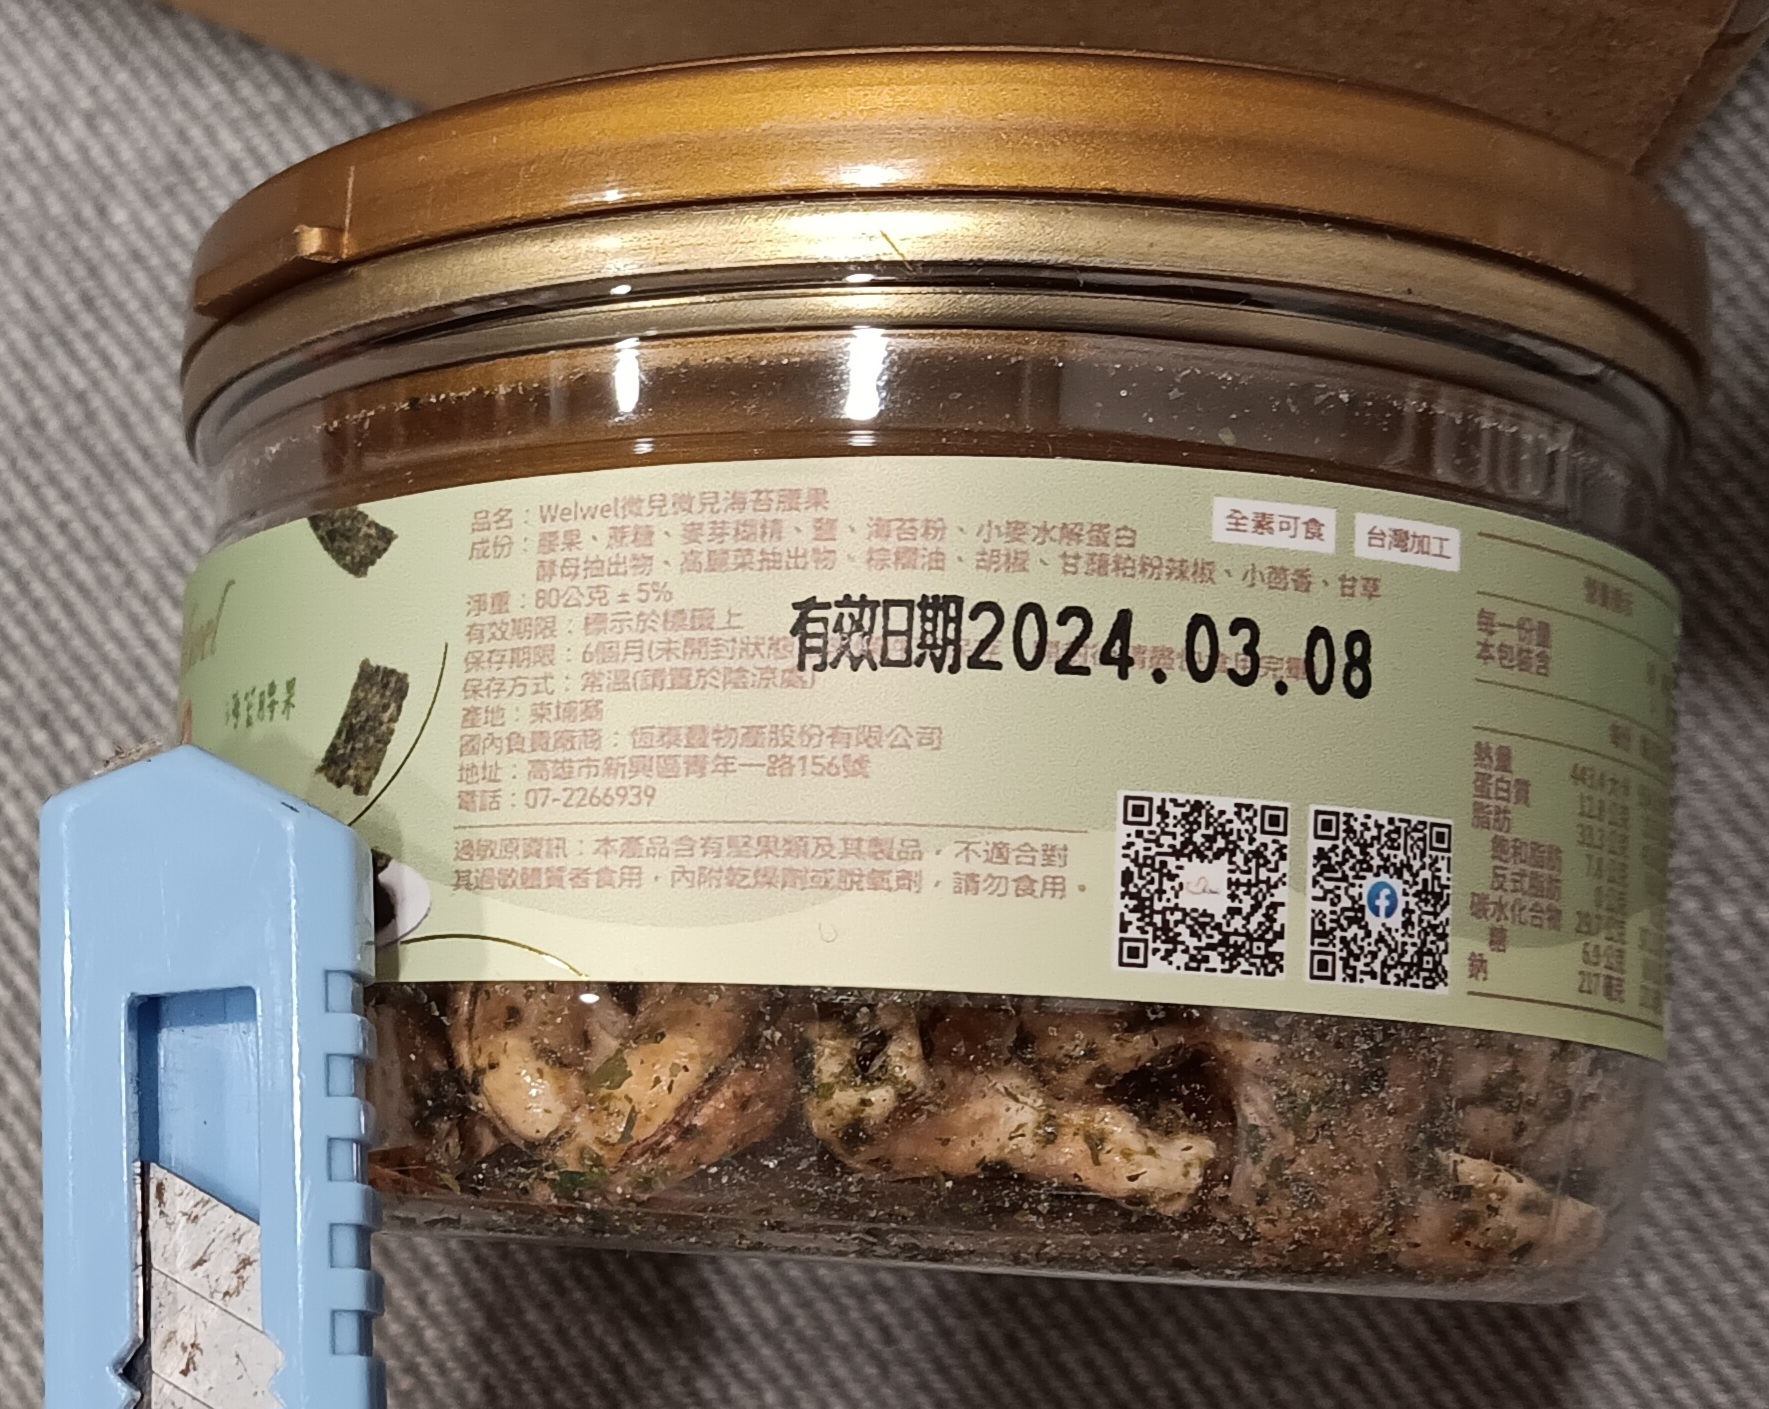 品名：Welwel微兒微兒海苔腰果
成份：腰果、蔗糖、麥芽糊精、鹽、海苔粉、小麥水解蛋白
酵母抽出物、高麗菜抽出物、棕櫚油、胡椒、甘藷粕粉辣椒、小茴香、甘草
淨重：80公克±5%
有效期限：標示於標籤上
保存期限：6個月(未開封狀態
有效日期2024.03.08
保存方式：常溫(請置於陰涼處)
產地：柬埔寨
國內負責廠商：恆泰豐物產股份有限公司
地址：高雄市新興區青年一路156號
電話：07-2266939
過敏原資訊：本產品含有堅果類及其製品，不適合對
其過敏體質者食用，內附乾燥劑或脫氧劑，請勿食用。
全素可食
台灣加工
海苔腰果
每一份量
本包裝含
熱量
蛋白質
脂肪
飽和脂肪
反式脂肪
碳水化合物
糖
鈉